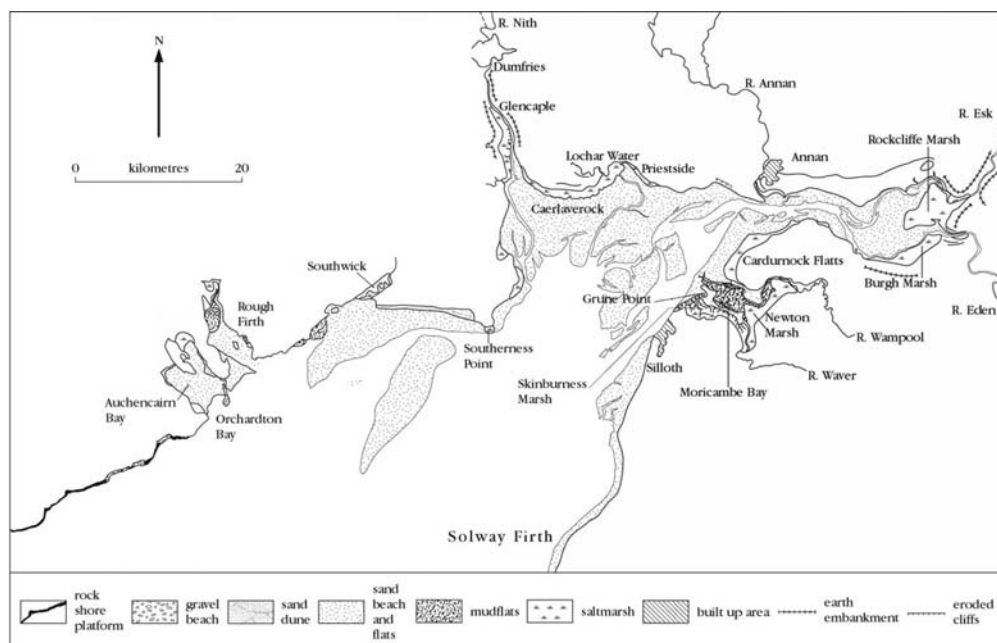 R. Nith
N
Dumfries
Glencaple
R. Annan
R. Esk
Rockcliffe Marsh
0
kilometres
20
Lochar Water
Priestside
Annan
Caerlaverock
Southwick
Cardurnock Flatts
Burgh Marsh
Grune Point
Rough
Firth
Newton
Marsh
R. Eden
R. Wampool
Southerness
Point
Silloth
Skinburness
Marsh
R. Waver
Moricambe Bay
Auchencairn
Bay
Orchardton
Bay
Solway Firth
rock
shore
platform
gravel
beach
sand
dune
sand
beach
and
flats
mudflats
saltmarsh
built up area
earth
embankment
eroded
cliffs